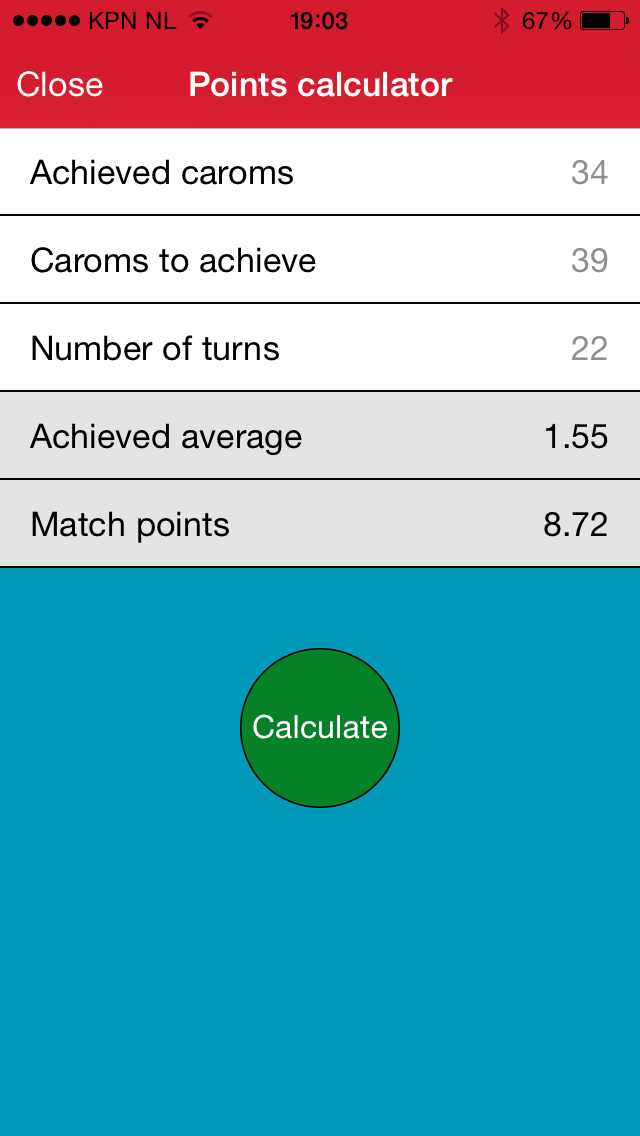 KPN NL 19:03 67%
Close Points calculator
Achieved caroms 34
Caroms to achieve 39
Number of turns 22
Achieved average 1.55
Match points 8.72
Calculate